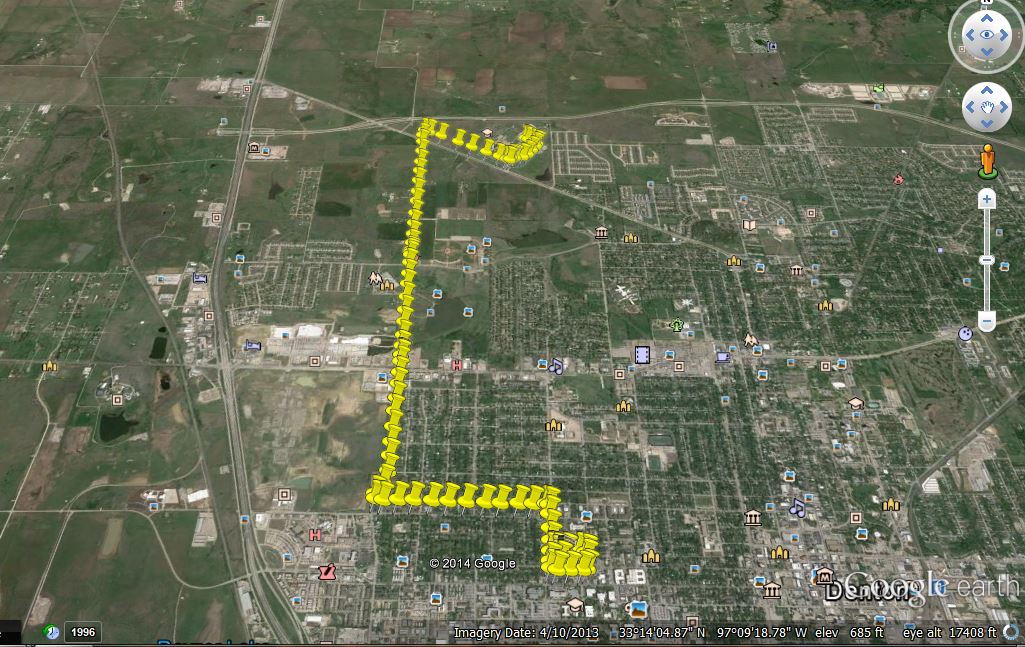 N
H
H
© 2014 Google
Denton
Google earth
1996
Imagery Date: 4/10/2013 33°14'04.87" N 97°09'18.78" W elev 685 ft eye alt 17408 ft